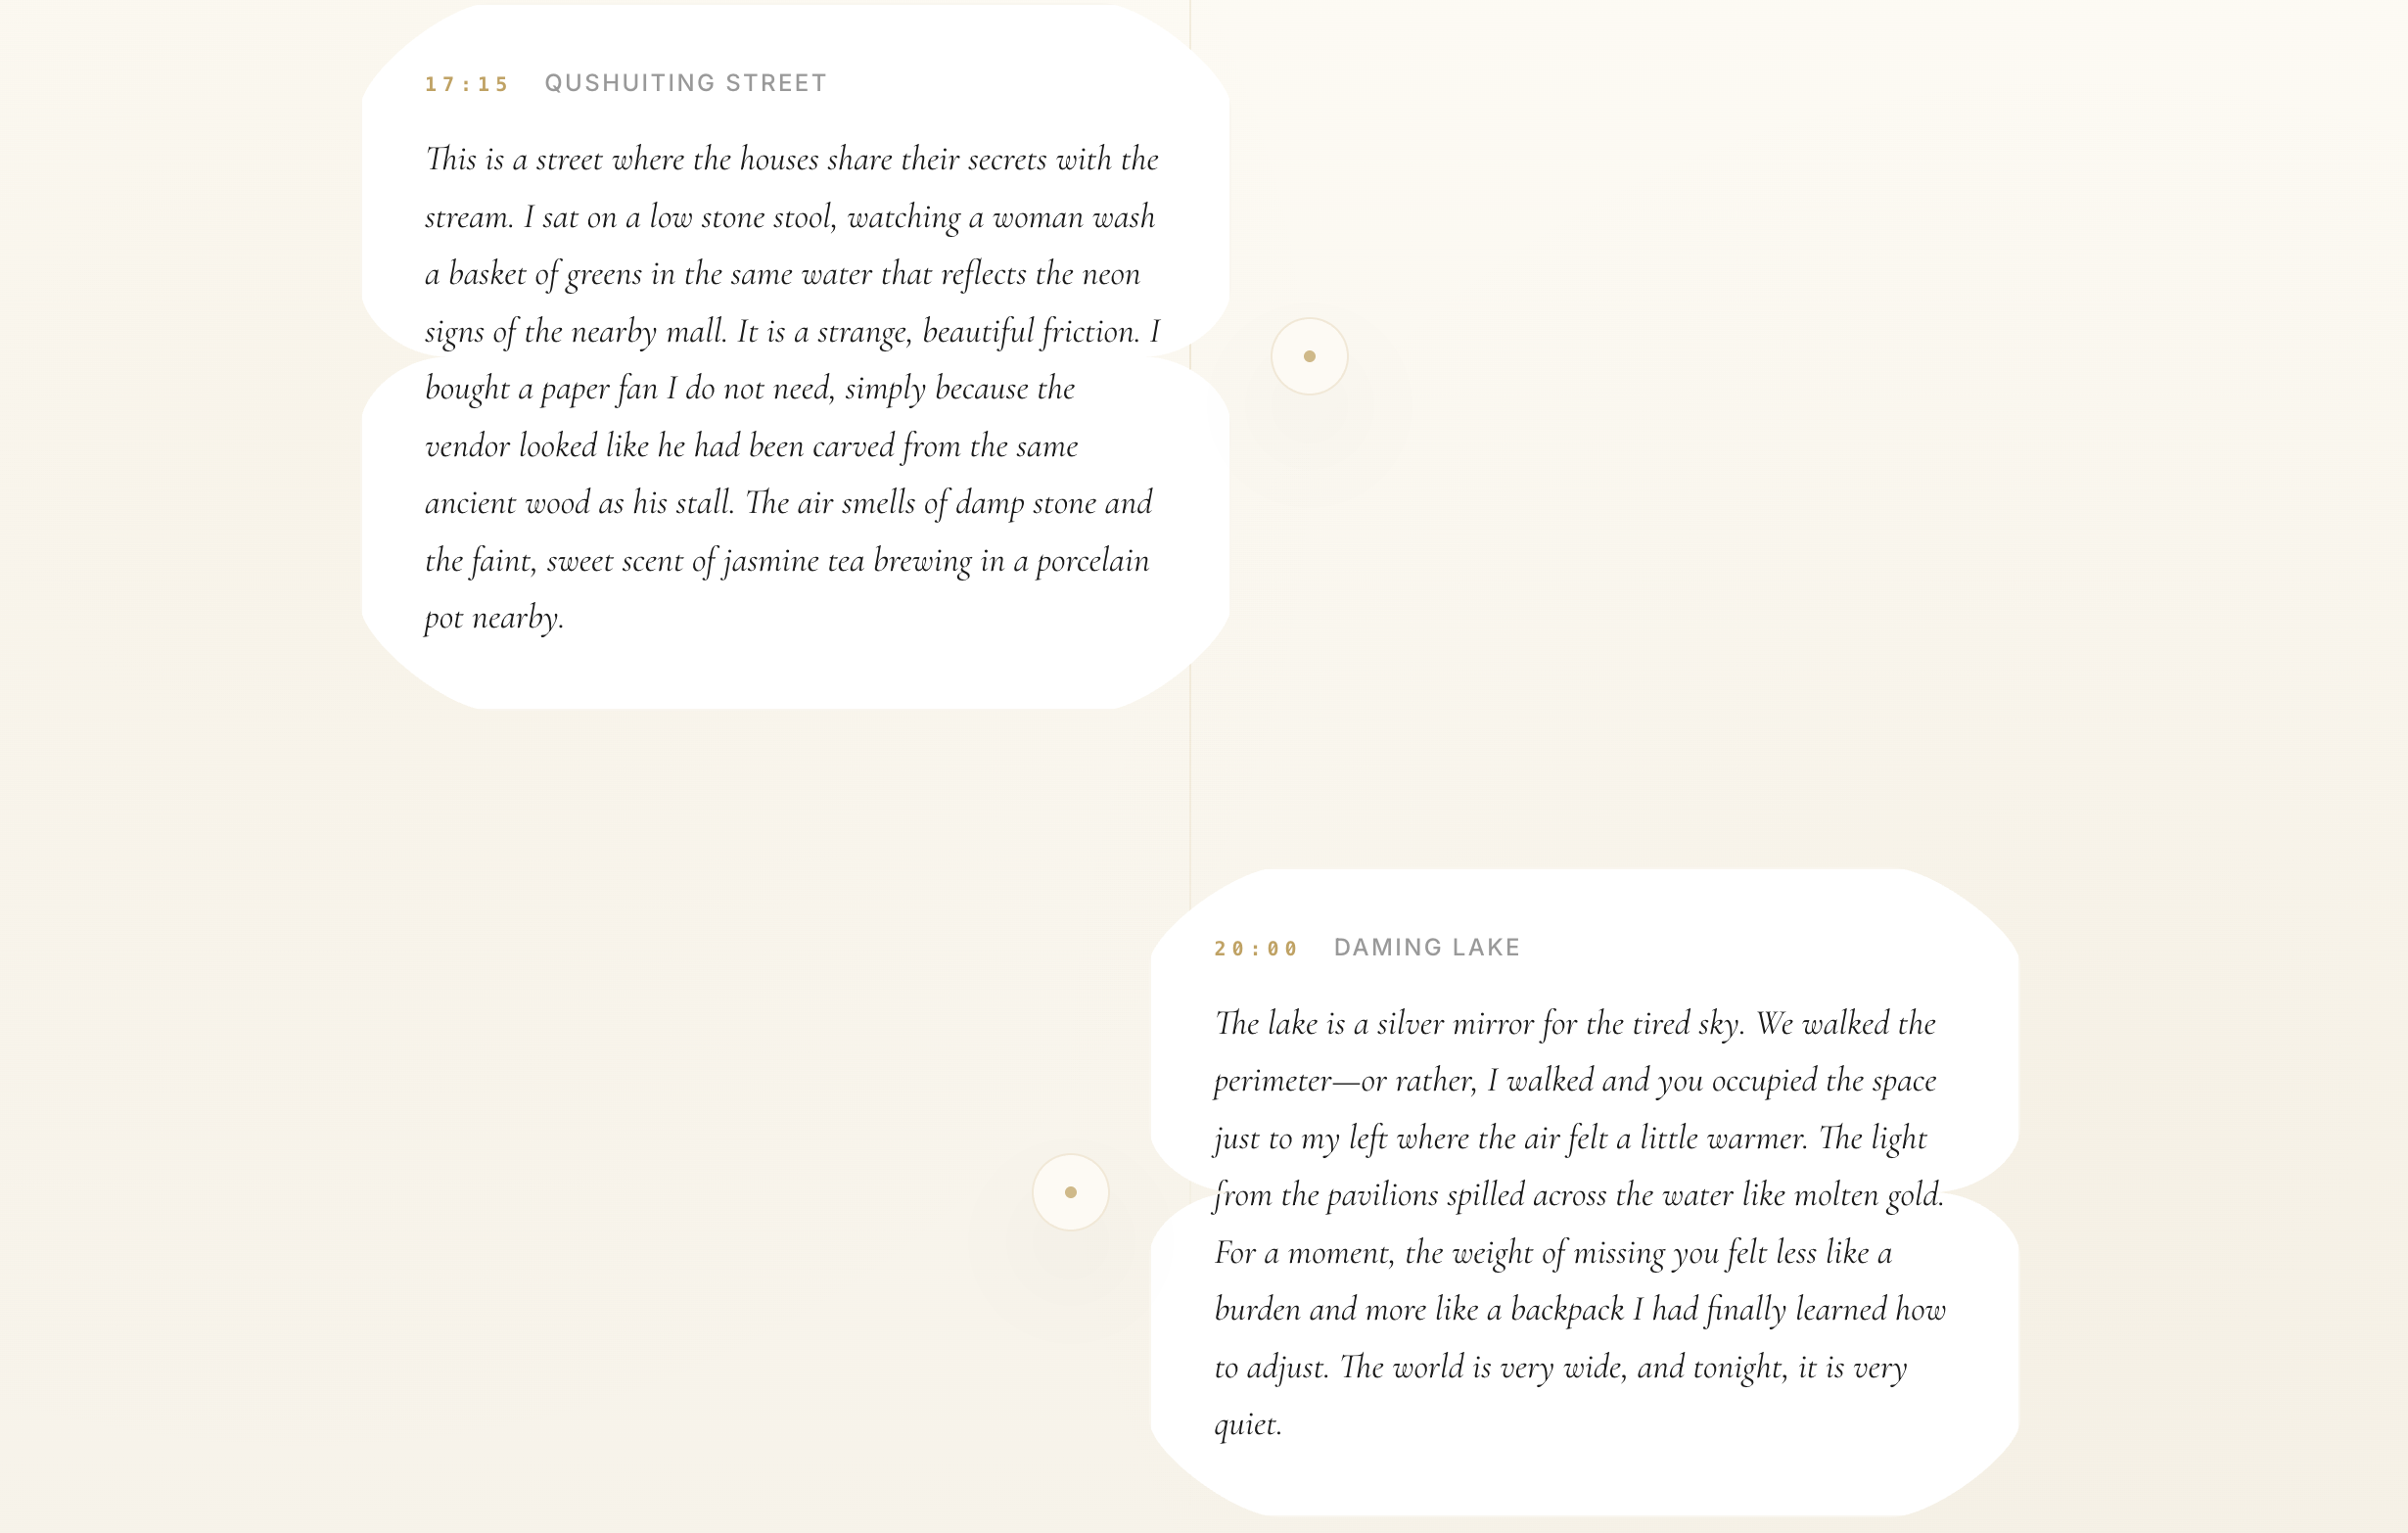 17:15 QUSHUITING STREET
This is a street where the houses share their secrets with the
stream. I sat on a low stone stool, watching a woman wash
a basket of greens in the same water that reflects the neon
signs of the nearby mall. It is a strange, beautiful friction. I
bought a paper fan I do not need, simply because the
vendor looked like he had been carved from the same
ancient wood as his stall. The air smells of damp stone and
the faint, sweet scent of jasmine tea brewing in a porcelain
pot nearby.
20:00 DAMING LAKE
The lake is a silver mirror for the tired sky. We walked the
perimeter—or rather, I walked and you occupied the space
just to my left where the air felt a little warmer. The light
from the pavilions spilled across the water like molten gold.
For a moment, the weight of missing you felt less like a
burden and more like a backpack I had finally learned how
to adjust. The world is very wide, and tonight, it is very
quiet.